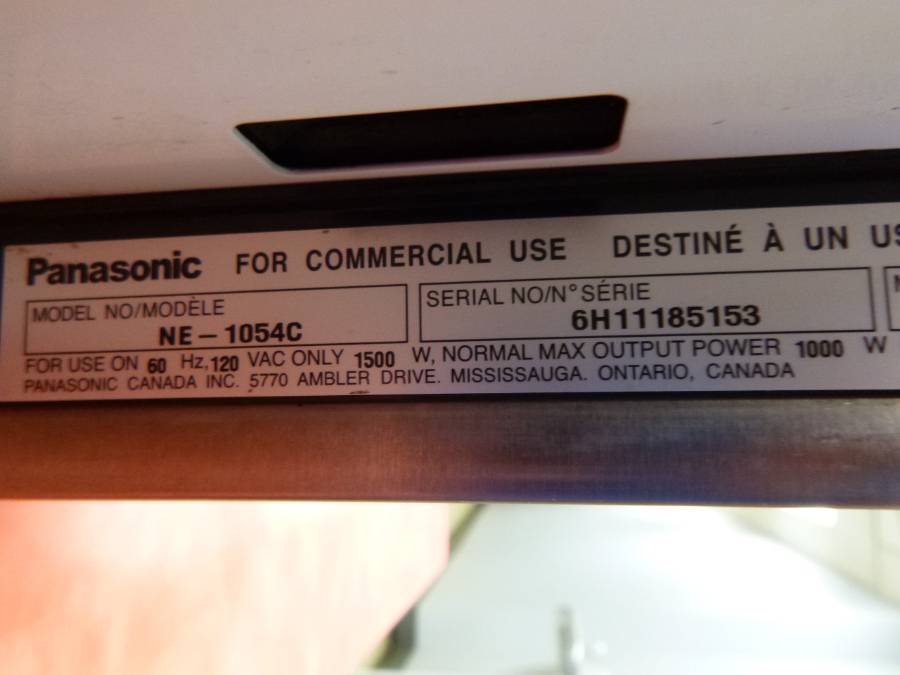 Panasonic FOR COMMERCIAL USE DESTINÉ À UN
MODEL NO/MODÈLE
NE-1054C
SERIAL NO/N° SÉRIE
6H11185153
FOR USE ON 60 Hz, 120 VAC ONLY 1500 W, NORMAL MAX OUTPUT POWER 1000 W
PANASONIC CANADA INC. 5770 AMBLER DRIVE. MISSISSAUGA. ONTARIO, CANADA